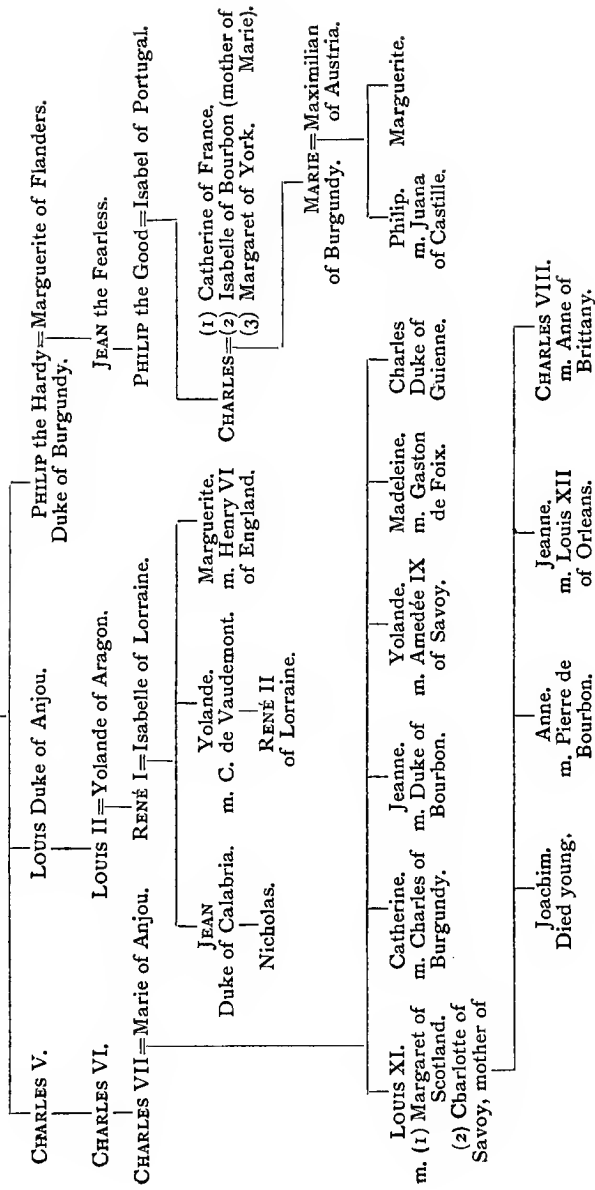 CHARLES V.
LOUIS DUKE of ANJOU.
PHILIP the Hardy=Marguerite of Flanders.
Duke of Burgundy.
CHARLES VI.
LOUIS II=Yolande of Aragon.
JEAN the Fearless.
CHARLES VII=Marie of Anjou.
RENÉ I=Isabelle of Lorraine.
PHILIP the Good=Isabel of Portugal.
JEAN
Duke of Calabria.
Nicholas.
Yolande.
m. C. de Vaudemont.
RENÉ II
of Lorraine.
Marguerite.
m. Henry VI
of England.
(1) Catherine of France.
CHARLES=(2) Isabelle of Bourbon (mother of
Marie).
(3) Margaret of York.
MARIE=Maximilian
of Burgundy. of Austria.
LOUIS XI.
m. (1) Margaret of
Scotland.
(2) Charlotte of
Savoy, mother of
Catherine.
m. Charles of
Burgundy.
Jeanne.
m. Duke of
Bourbon.
Yolande.
m. Amedée IX
of Savoy.
Madeleine.
m. Gaston
de Foix.
Charles
Duke of
Guienne.
Philip.
m. Juana
of Castille.
Marguerite.
Joachim.
Died young.
Anne.
m. Pierre de
Bourbon.
Jeanne.
m. Louis XII
of Orleans.
CHARLES VIII.
m. Anne of
Brittany.